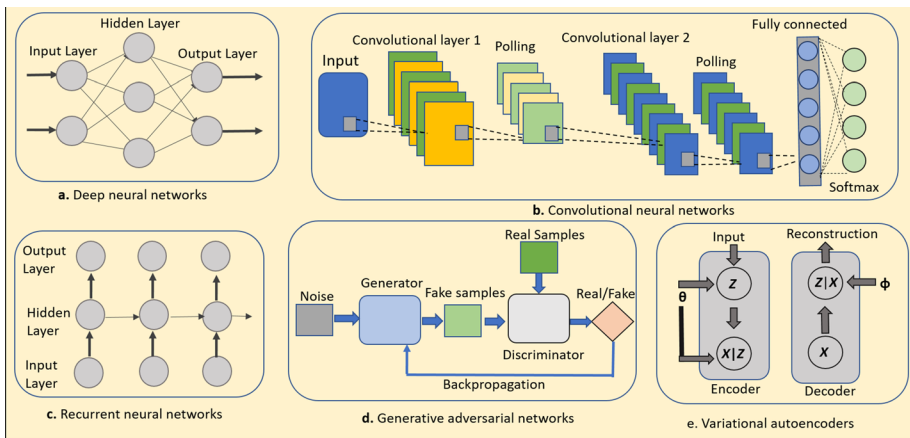 Hidden Layer
Input Layer
Output Layer
a. Deep neural networks
Fully connected
Convolutional layer 1
Polling
Convolutional layer 2
Polling
Input
Softmax
b. Convolutional neural networks
Output
Layer
Hidden
Layer
Input
Layer
c. Recurrent neural networks
Real Samples
Generator
Noise
Fake samples
Real/Fake
Discriminator
Backpropagation
d. Generative adversarial networks
Input
Reconstruction
Z
Z|X
θ
ϕ
X|Z
X
Encoder
Decoder
e. Variational autoencoders